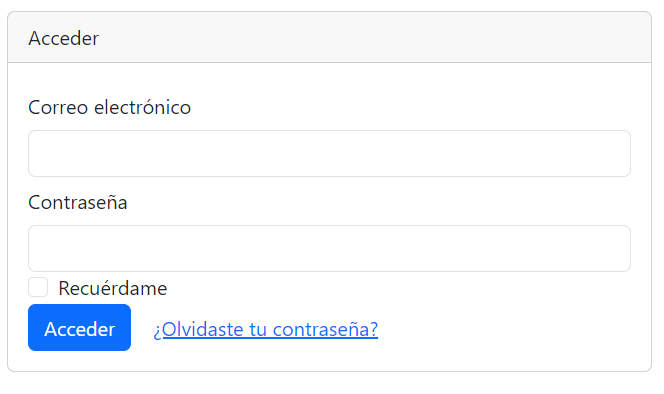 Acceder
Correo electrónico
Contraseña
Recuérdame
Acceder ¿Olvidaste tu contraseña?